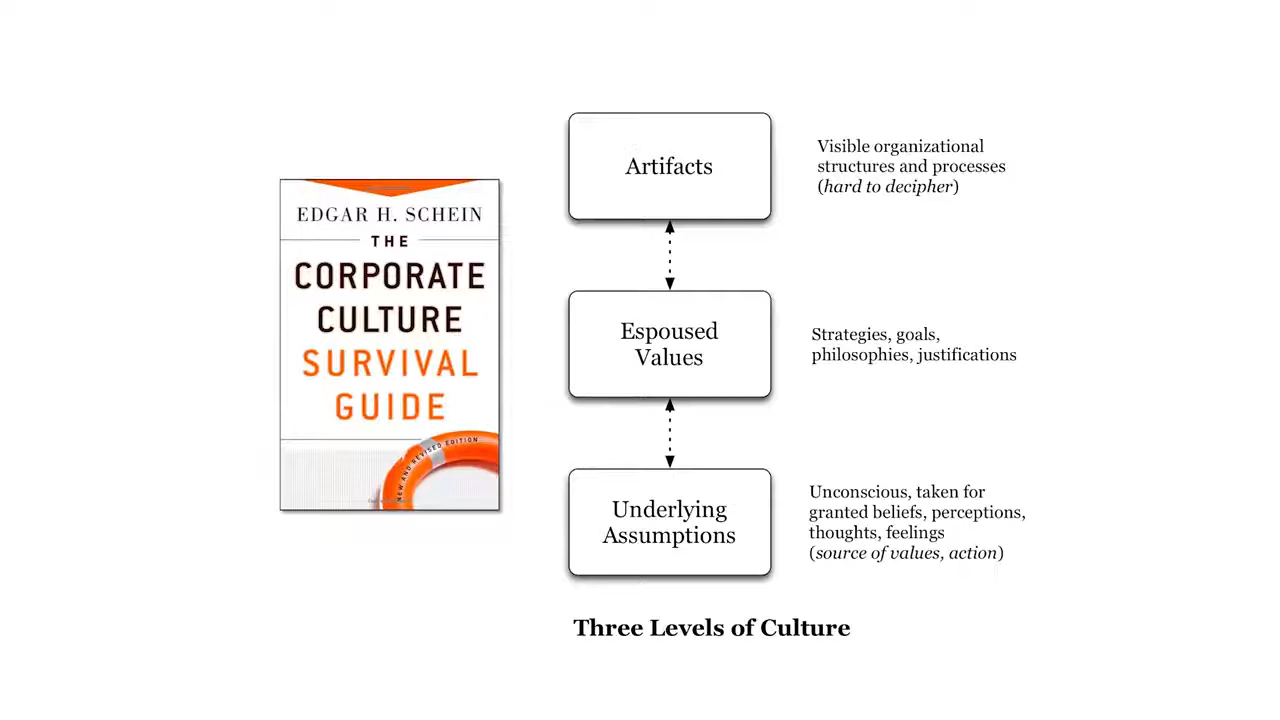 EDGAR H. SCHEIN
THE
CORPORATE
CULTURE
SURVIVAL
GUIDE
NEW AND REVISED EDITION
Artifacts
Visible organizational
structures and processes
(hard to decipher)
Espoused
Values
Strategies, goals,
philosophies, justifications
Underlying
Assumptions
Unconscious, taken for
granted beliefs, perceptions,
thoughts, feelings
(source of values, action)
Three Levels of Culture